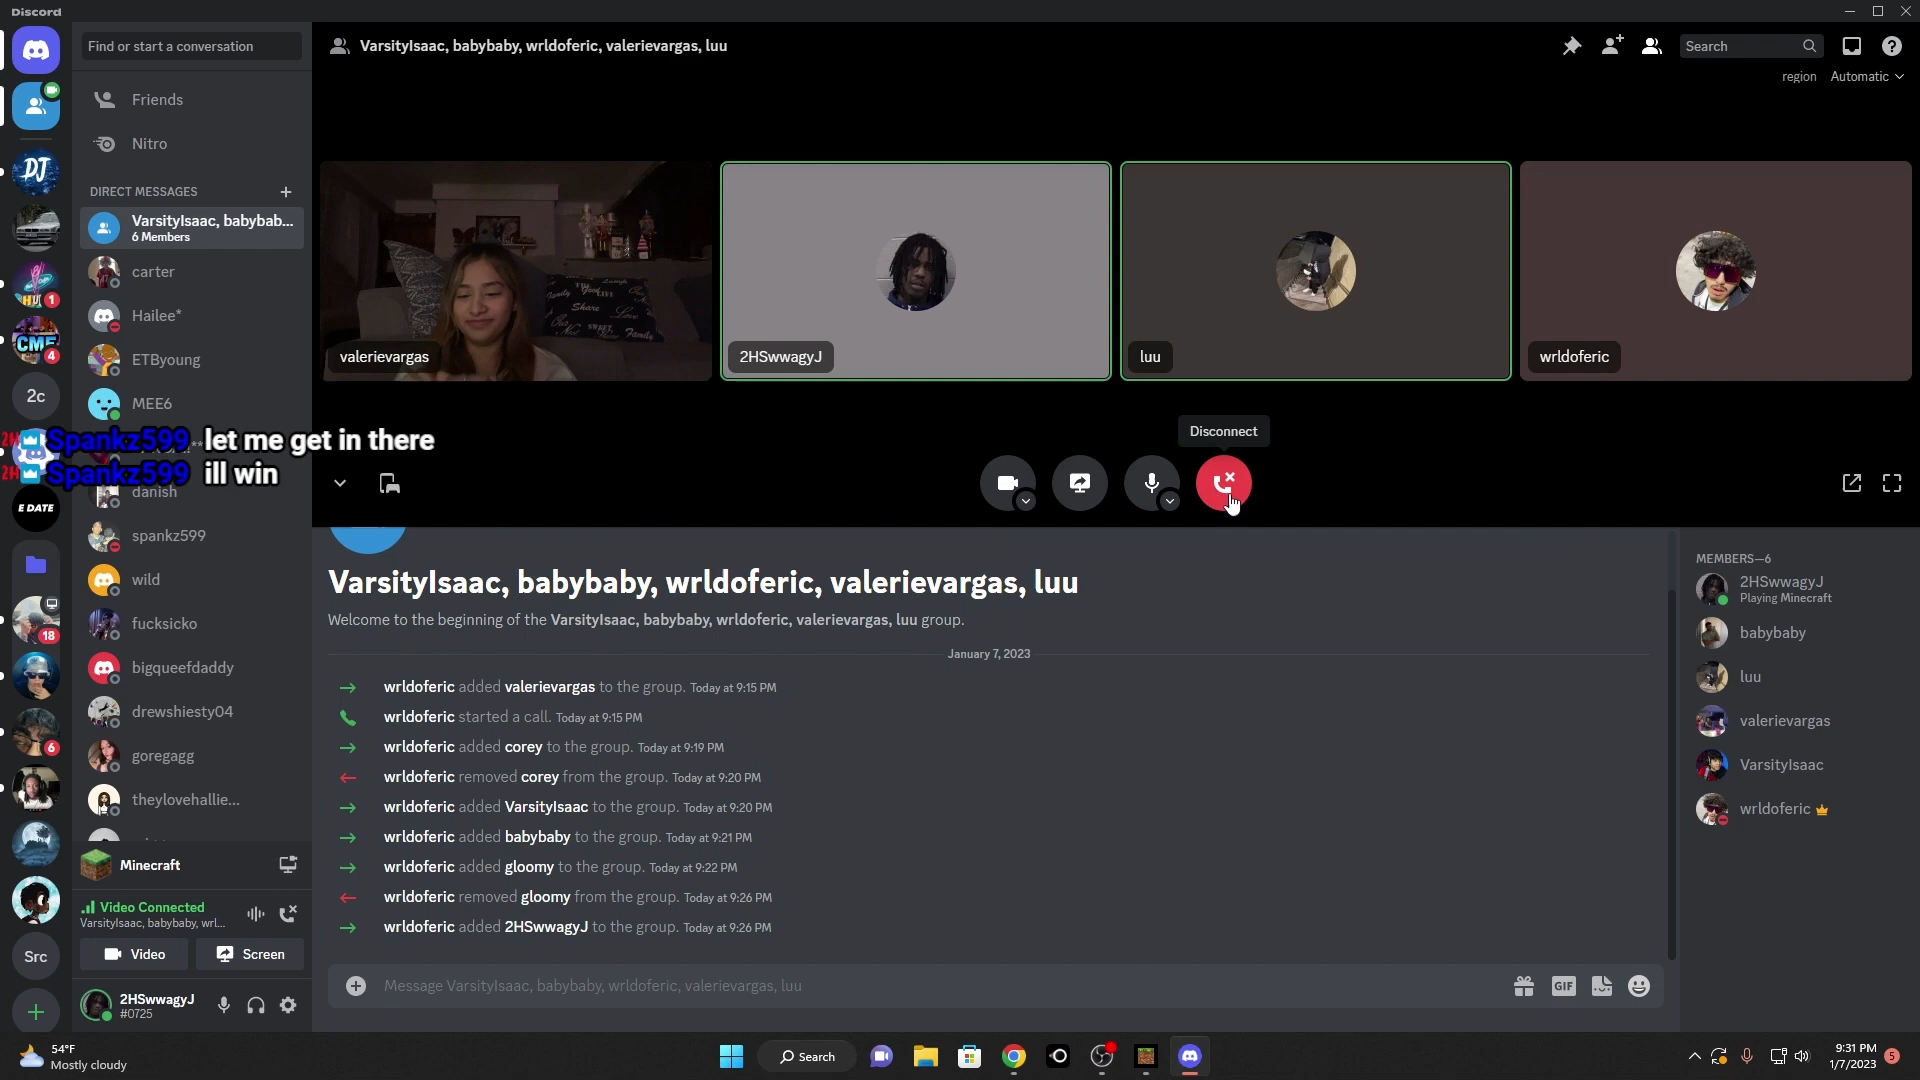 Discord
Find or start a conversation
VarsityIsaac, babybaby, wrldoferic, valerievargas, luu
Search
region Automatic
Friends
Nitro
DIRECT MESSAGES
VarsityIsaac, babybab...
6 Members
carter
Hailee*
ETByoung
MEE6
danish
spankz599
wild
fucksicko
bigqueefdaddy
drewshiesty04
goregagg
theylovehallie...
DJ
1
CMF
4
2c
E DATE
18
6
Src
Spankz599 let me get in there
Spankz599 ill win
valerievargas
2HSwwagyJ
luu
wrldoferic
Disconnect
VarsityIsaac, babybaby, wrldoferic, valerievargas, luu
Welcome to the beginning of the VarsityIsaac, babybaby, wrldoferic, valerievargas, luu group.
January 7, 2023
wrldoferic added valerievargas to the group. Today at 9:15 PM
wrldoferic started a call. Today at 9:15 PM
wrldoferic added corey to the group. Today at 9:19 PM
wrldoferic removed corey from the group. Today at 9:20 PM
wrldoferic added VarsityIsaac to the group. Today at 9:20 PM
wrldoferic added babybaby to the group. Today at 9:21 PM
wrldoferic added gloomy to the group. Today at 9:22 PM
wrldoferic removed gloomy from the group. Today at 9:26 PM
wrldoferic added 2HSwwagyJ to the group. Today at 9:26 PM
Message VarsityIsaac, babybaby, wrldoferic, valerievargas, luu
GIF
MEMBERS—6
2HSwwagyJ
Playing Minecraft
babybaby
luu
valerievargas
VarsityIsaac
wrldoferic
Minecraft
Video Connected
VarsityIsaac, babybaby, wrl...
Video
Screen
2HSwwagyJ
#0725
54°F
Mostly cloudy
Search
9:31 PM
1/7/2023
5